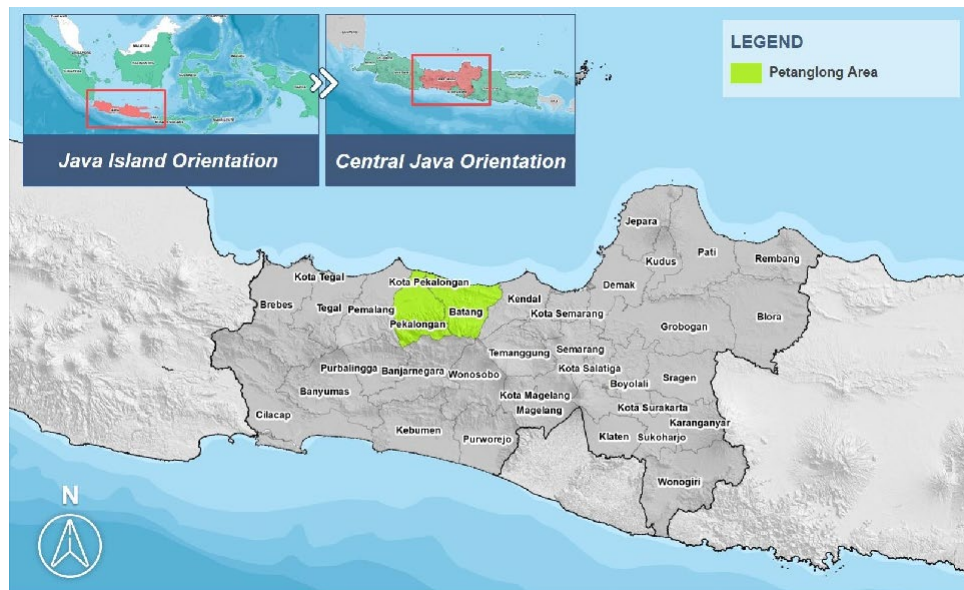 Java Island Orientation
Central Java Orientation
LEGEND
Petanglong Area
Jepara
Pati
Kudus
Rembang
Kota Tegal
Kota Pekalongan
Demak
Brebes
Tegal
Pemalang
Batang
Kendal
Kota Semarang
Blora
Pekalongan
Grobogan
Temanggung
Semarang
Purbalingga
Banjarnegara
Wonosobo
Kota Salatiga
Boyolali
Sragen
Banyumas
Kota Magelang
Magelang
Kota Surakarta
Cilacap
Karanganyar
Kebumen
Purworejo
Klaten
Sukoharjo
Wonogiri
N